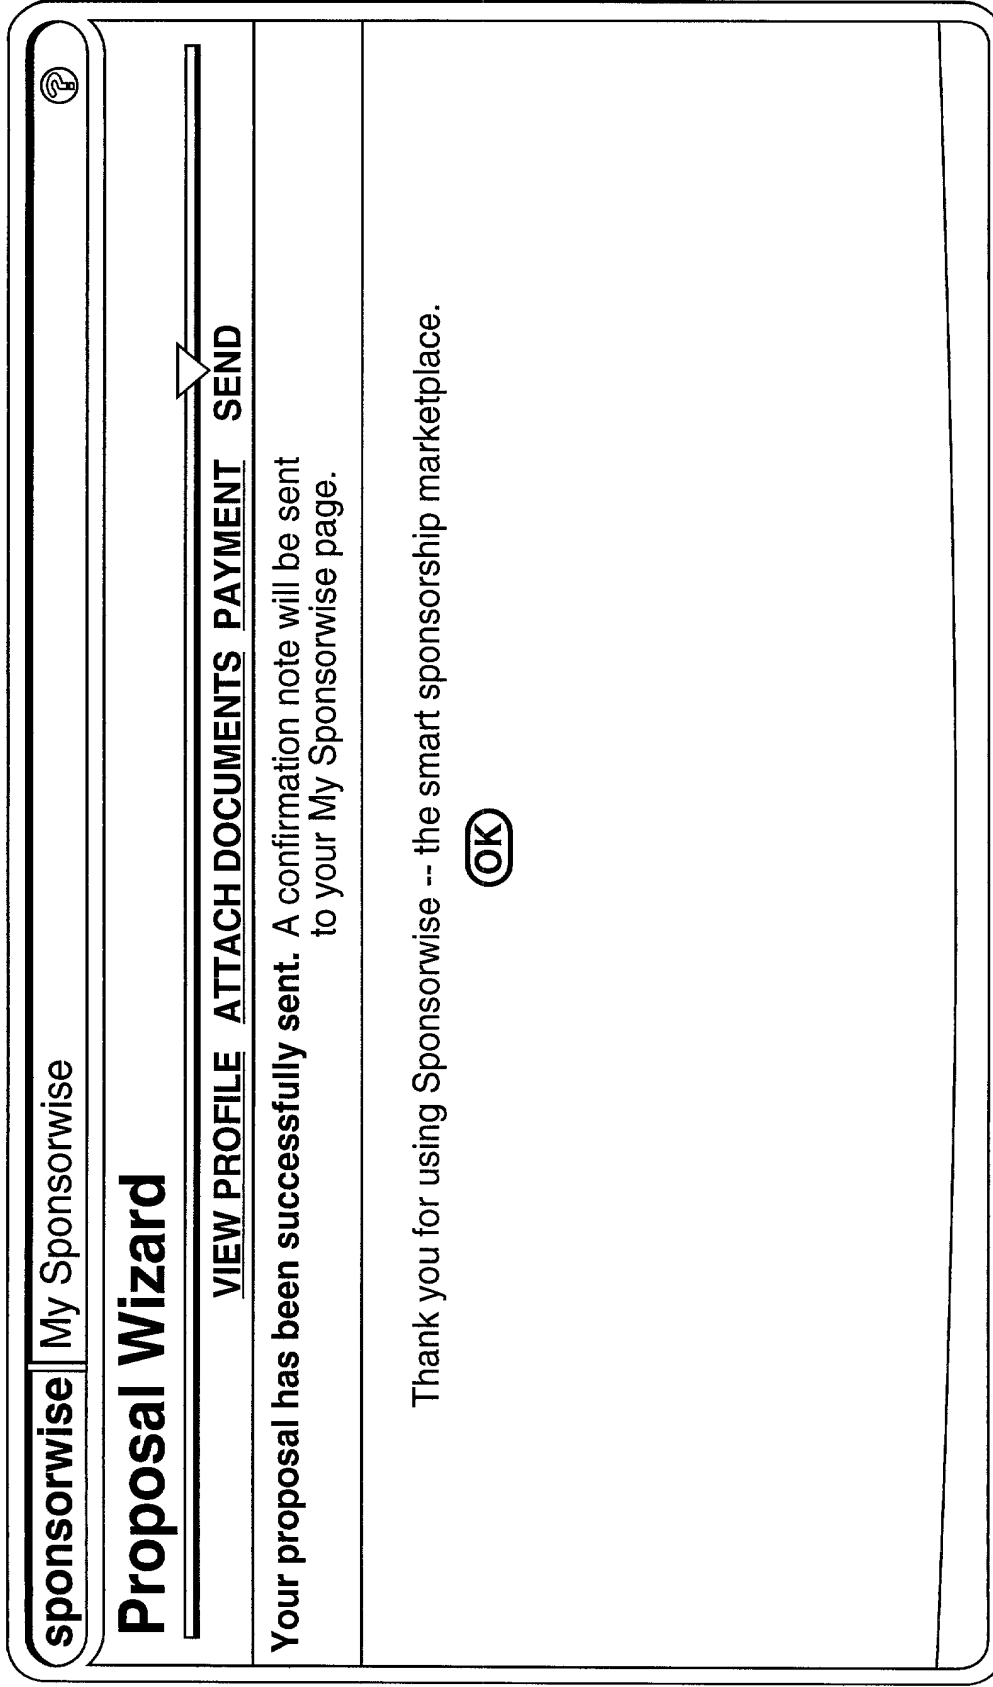 sponsorwise My Sponsorwise ?
Proposal Wizard
VIEW PROFILE ATTACH DOCUMENTS PAYMENT SEND
Your proposal has been successfully sent. A confirmation note will be sent
to your My Sponsorwise page.
Thank you for using Sponsorwise -- the smart sponsorship marketplace.
OK